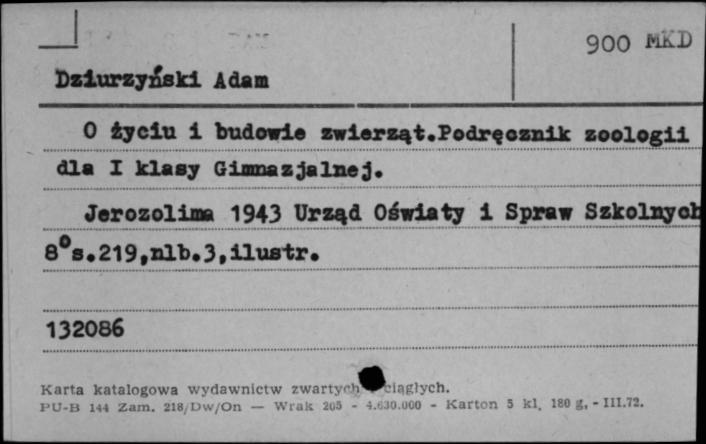 900 MKD
Dziurzyński Adam
O życiu i budowie zwierząt.Podręcznik zoologii
dla I klasy Gimnazjalnej.
Jerozolima 1943 Urząd Oświaty i Spraw Szkolnych
8° s.219,nlb.3,ilustr.
132086
Karta katalogowa wydawnictw zwartych i ciągłych.
PU-B 144 Zam. 218/Dw/On — Wrak 205 - 4.630.000 - Karton 5 kl, 180 g, - III.72.